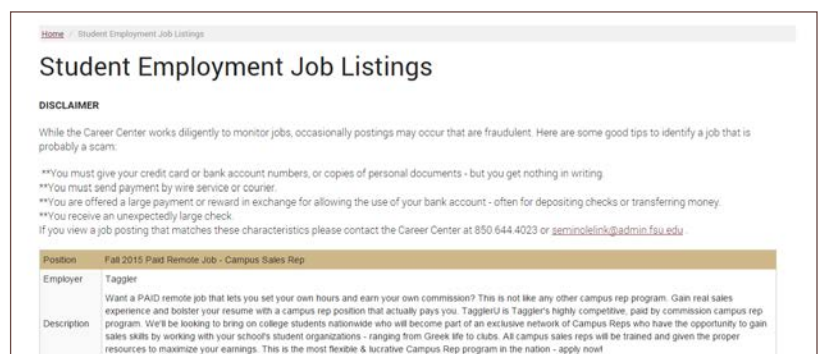 Home / Student Employment Job Listings
Student Employment Job Listings
DISCLAIMER
While the Career Center works diligently to monitor jobs, occasionally postings may occur that are fraudulent. Here are some good tips to identify a job that is
probably a scam:
**You must give your credit card or bank account numbers, or copies of personal documents - but you get nothing in writing.
**You must send payment by wire service or courier.
**You are offered a large payment or reward in exchange for allowing the use of your bank account - often for depositing checks or transferring money.
**You receive an unexpectedly large check.
If you view a job posting that matches these characteristics please contact the Career Center at 850.644.4023 or seminolelink@admin.fsu.edu .
Position Fall 2015 Paid Remote Job - Campus Sales Rep
Employer Taggler
Want a PAID remote job that lets you set your own hours and earn your own commission? This is not like any other campus rep program. Gain real sales
experience and bolster your resume with a campus rep position that actually pays you. TagglerU is Taggler's highly competitive, paid by commission campus rep
Description program. We'll be looking to bring on college students nationwide who will become part of an exclusive network of Campus Reps who have the opportunity to gain
sales skills by working with your school's student organizations - ranging from Greek life to clubs. All campus sales reps will be trained and given the proper
resources to maximize your earnings. This is the most flexible & lucrative Campus Rep program in the nation - apply now!